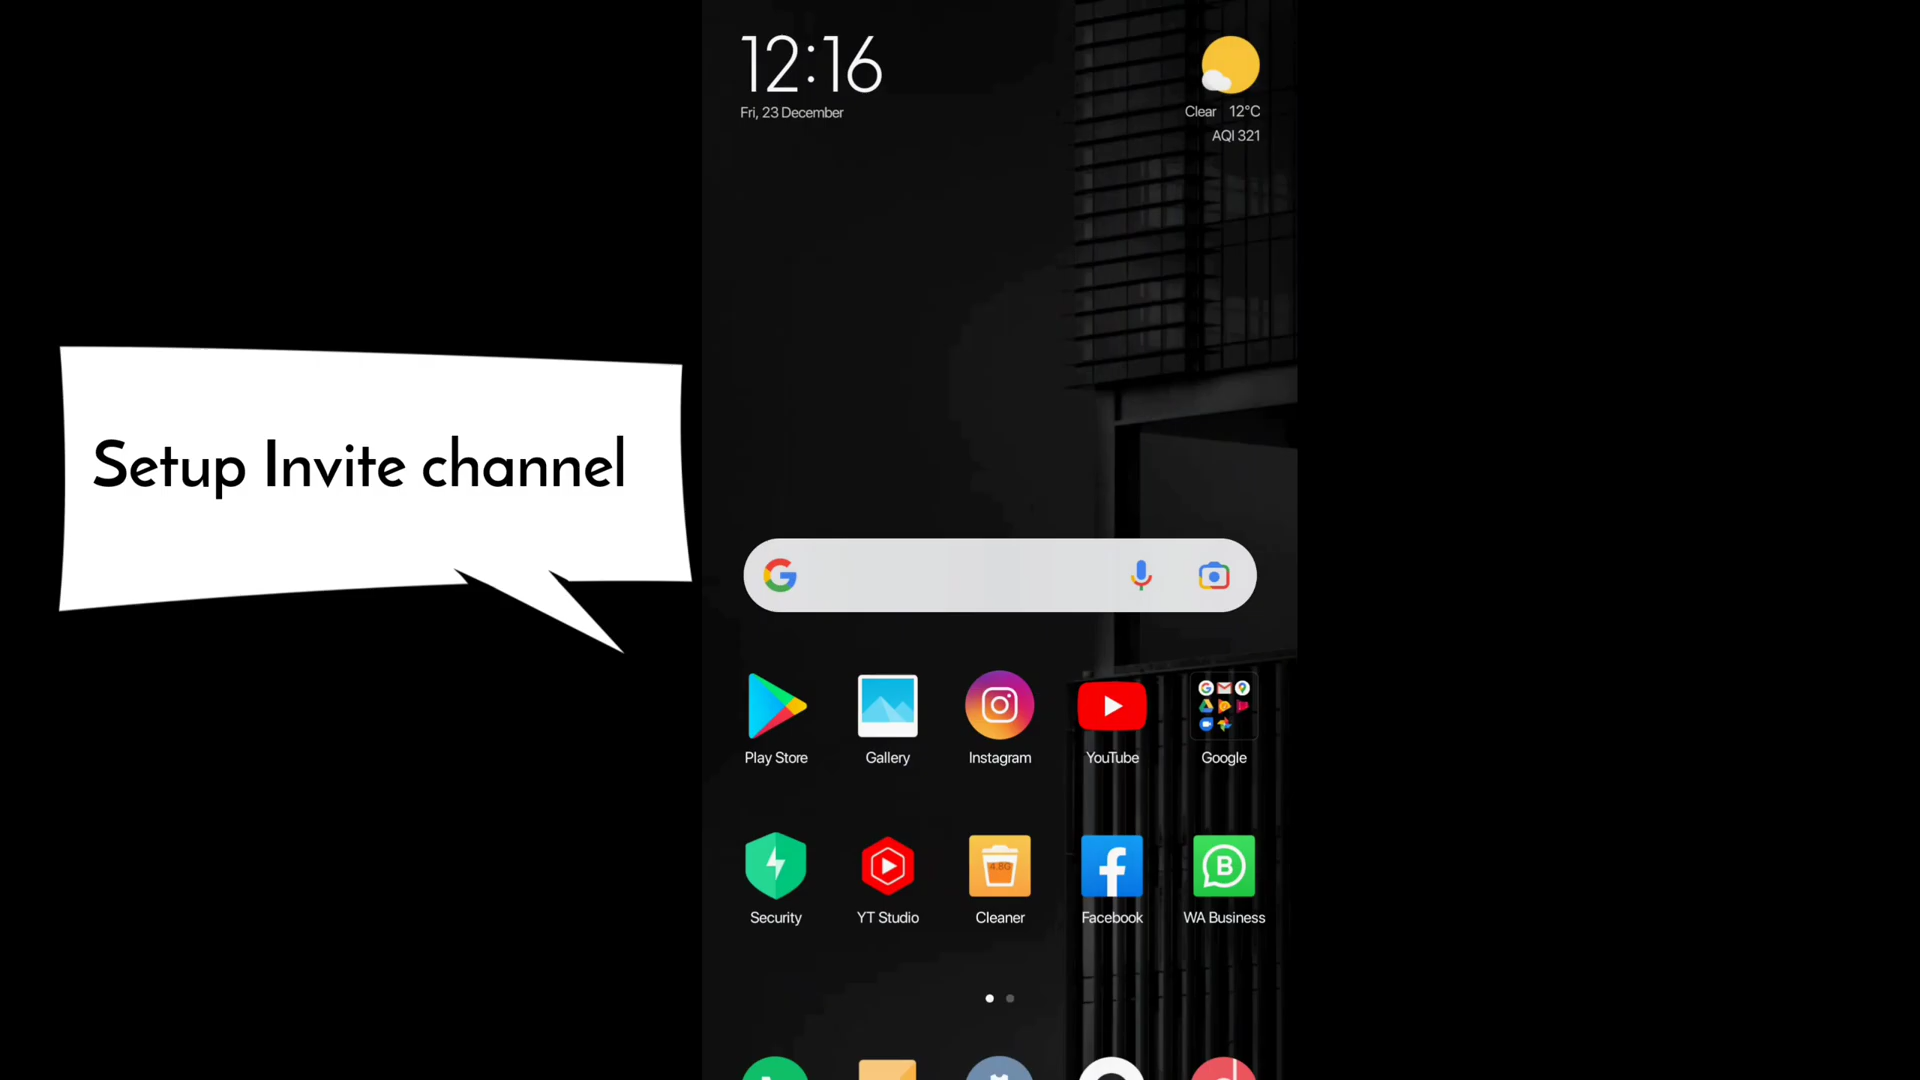 12:16
Fri, 23 December
Clear 12°C
AQI 321
Setup Invite channel
Play Store
Gallery
Instagram
YouTube
Google
Security
YT Studio
Cleaner
Facebook
WA Business